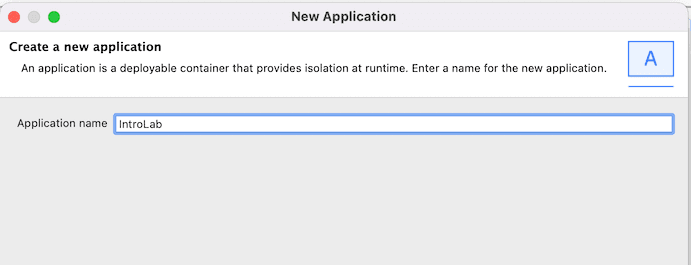 New Application
Create a new application
An application is a deployable container that provides isolation at runtime. Enter a name for the new application.
A
Application name IntroLab